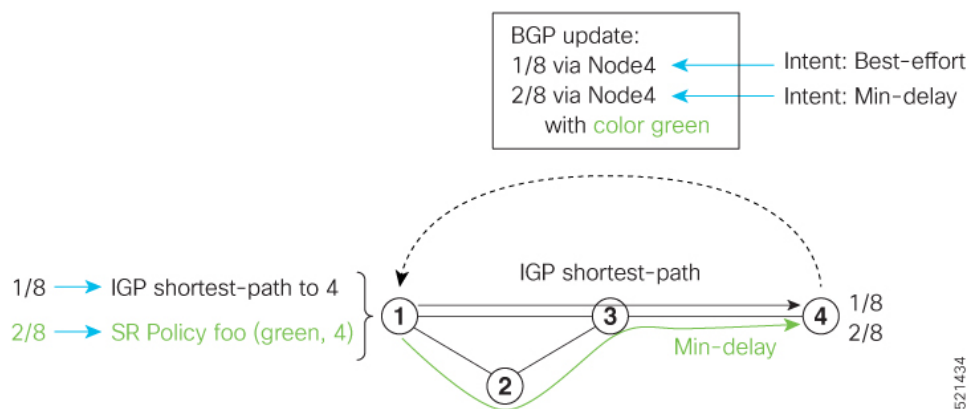 BGP update:
1/8 via Node4
Intent: Best-effort
2/8 via Node4
Intent: Min-delay
with color green
1/8 IGP shortest-path to 4
2/8 SR Policy foo (green, 4)
IGP shortest-path
1
3
4
1/8
2/8
Min-delay
2
521434